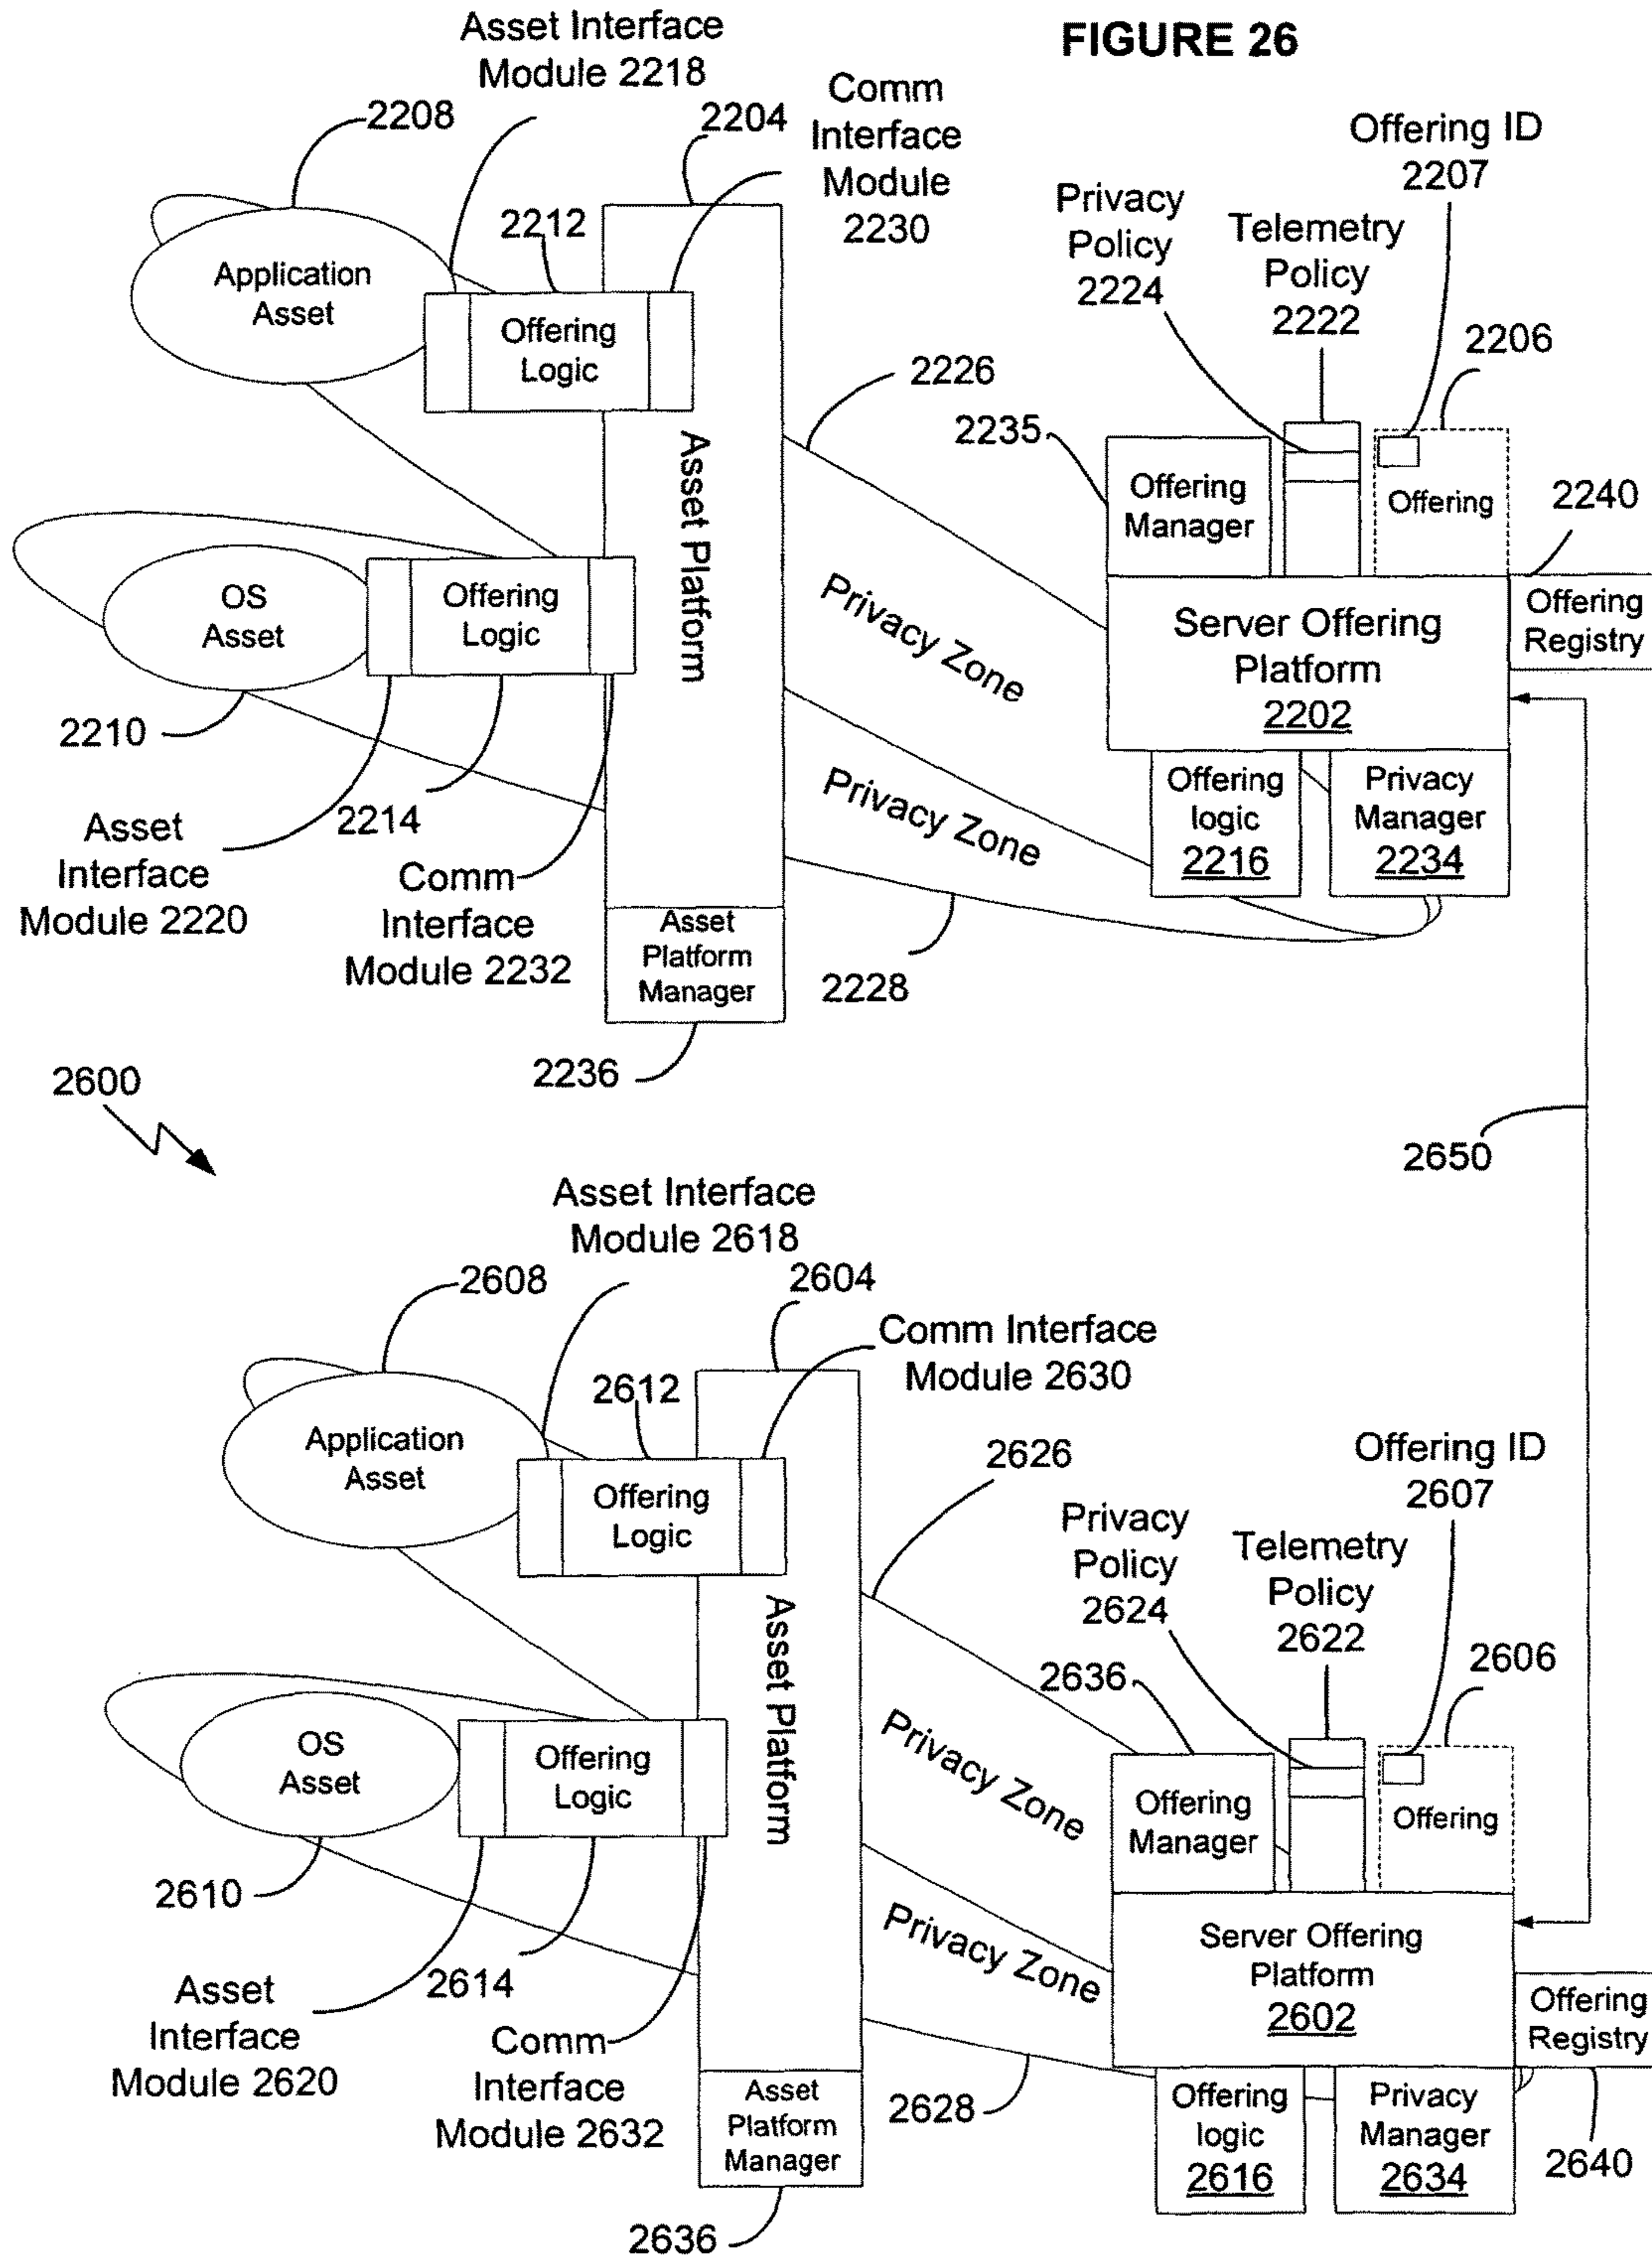 FIGURE 26
Asset Interface
Module 2218
2208
2204
Comm
Interface
Module
2230
2212
Application
Asset
Offering
Logic
Asset Platform
OS
Asset
Offering
Logic
2210
2214
Asset
Interface
Module 2220
Comm
Interface
Module 2232
Asset
Platform
Manager
2236
2226
Privacy Zone
Privacy Zone
2228
Offering ID
2207
Privacy
Policy
2224
Telemetry
Policy
2222
2206
2235
Offering
Manager
Offering
2240
Server Offering
Platform
2202
Offering
Registry
Offering
logic
2216
Privacy
Manager
2234
2600
2650
Asset Interface
Module 2618
2608
2604
Comm Interface
Module 2630
2612
Application
Asset
Offering
Logic
Asset Platform
OS
Asset
Offering
Logic
2610
2614
Asset
Interface
Module 2620
Comm
Interface
Module 2632
Asset
Platform
Manager
2636
2626
Privacy Zone
Privacy Zone
2628
Offering ID
2607
Privacy
Policy
2624
Telemetry
Policy
2622
2606
2636
Offering
Manager
Offering
Server Offering
Platform
2602
Offering
Registry
Offering
logic
2616
Privacy
Manager
2634
2640